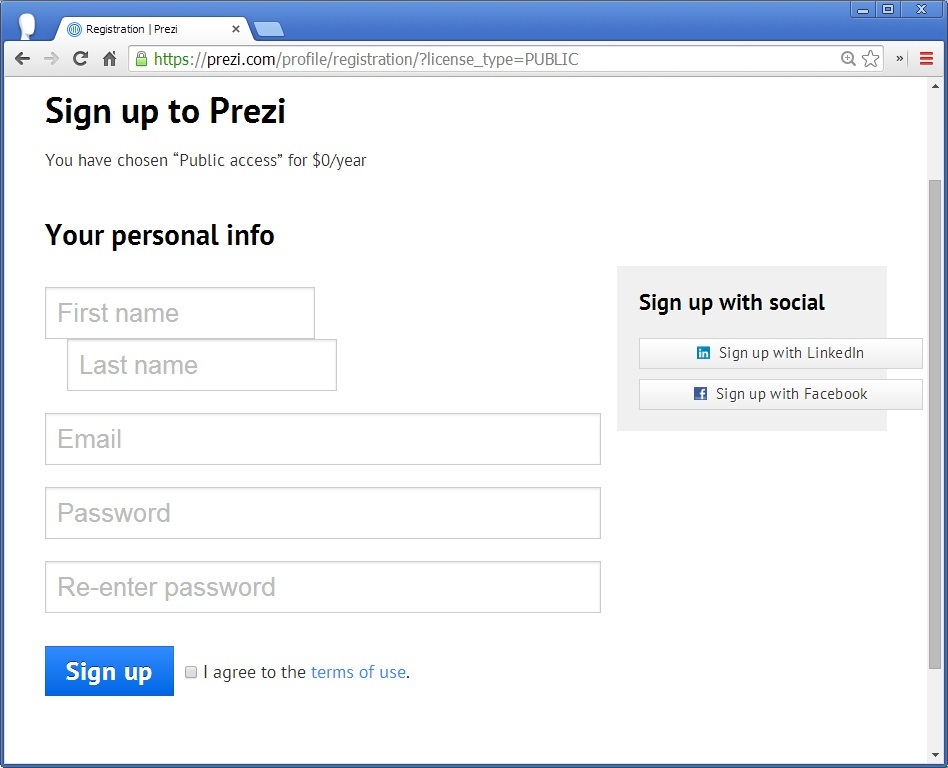 Registration | Prezi
https://prezi.com/profile/registration/?license_type=PUBLIC
Sign up to Prezi
You have chosen “Public access” for $0/year
Your personal info
First name
Last name
Email
Password
Re-enter password
Sign up
I agree to the terms of use.
Sign up with social
in Sign up with LinkedIn
f Sign up with Facebook